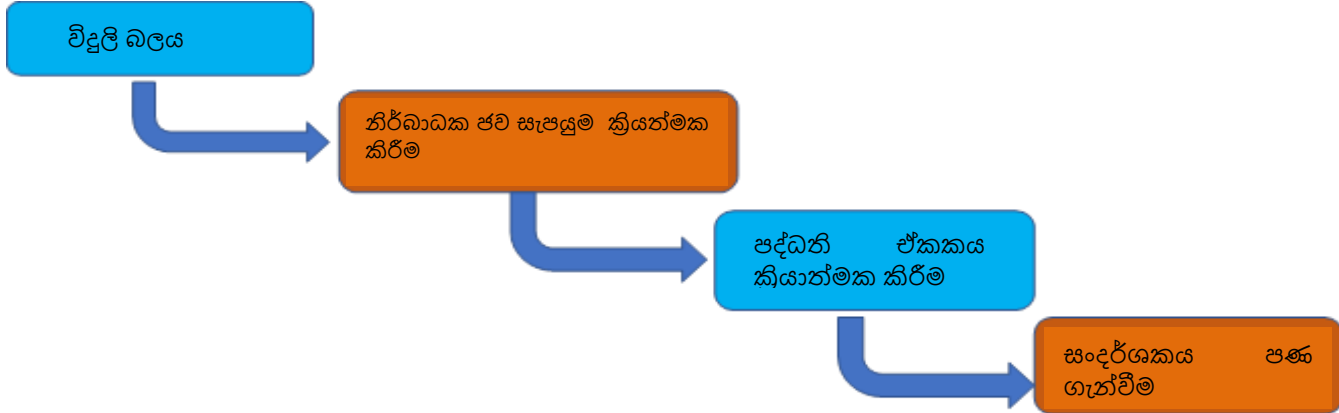 විදුලි බලය
නිර්බාධක ජව සැපයුම ක්‍රියත්මක
කිරීම
පද්ධති ඒකකය
ක්‍රියාත්මක කිරීම
සංදර්ශකය පණ
ගැන්වීම